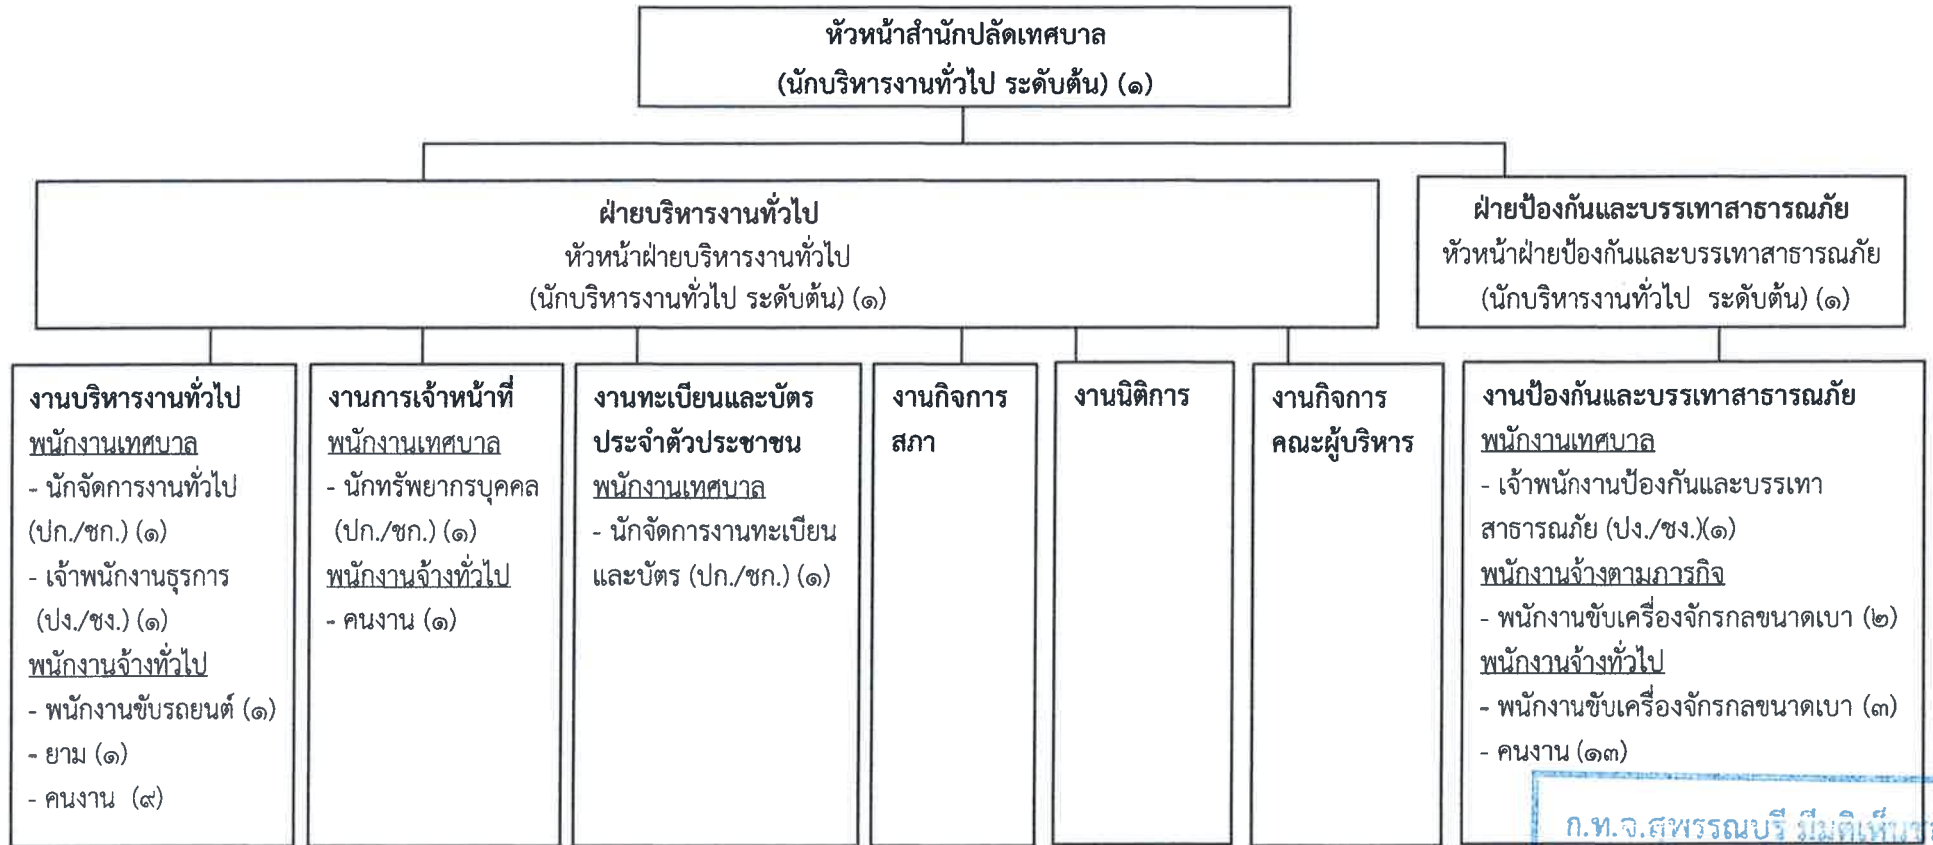 หัวหน้าสำนักปลัดเทศบาล
(นักบริหารงานทั่วไป ระดับต้น) (๑)
ฝ่ายบริหารงานทั่วไป
หัวหน้าฝ่ายบริหารงานทั่วไป
(นักบริหารงานทั่วไป ระดับต้น) (๑)
ฝ่ายป้องกันและบรรเทาสาธารณภัย
หัวหน้าฝ่ายป้องกันและบรรเทาสาธารณภัย
(นักบริหารงานทั่วไป ระดับต้น) (๑)
งานบริหารงานทั่วไป
พนักงานเทศบาล
- นักจัดการงานทั่วไป
(ปก./ชก.) (๑)
- เจ้าพนักงานธุรการ
(ปง./ชง.) (๑)
พนักงานจ้างทั่วไป
- พนักงานขับรถยนต์ (๑)
- ยาม (๑)
- คนงาน (๙)
งานการเจ้าหน้าที่
พนักงานเทศบาล
- นักทรัพยากรบุคคล
(ปก./ชก.) (๑)
พนักงานจ้างทั่วไป
- คนงาน (๑)
งานทะเบียนและบัตร
ประจำตัวประชาชน
พนักงานเทศบาล
- นักจัดการงานทะเบียน
และบัตร (ปก./ชก.) (๑)
งานกิจการ
สภา
งานนิติการ
งานกิจการ
คณะผู้บริหาร
งานป้องกันและบรรเทาสาธารณภัย
พนักงานเทศบาล
- เจ้าพนักงานป้องกันและบรรเทา
สาธารณภัย (ปง./ชง.)(๑)
พนักงานจ้างตามภารกิจ
- พนักงานขับเครื่องจักรกลขนาดเบา (๒)
พนักงานจ้างทั่วไป
- พนักงานขับเครื่องจักรกลขนาดเบา (๓)
- คนงาน (๑๓)
ก.ท.จ.สุพรรณบุรี